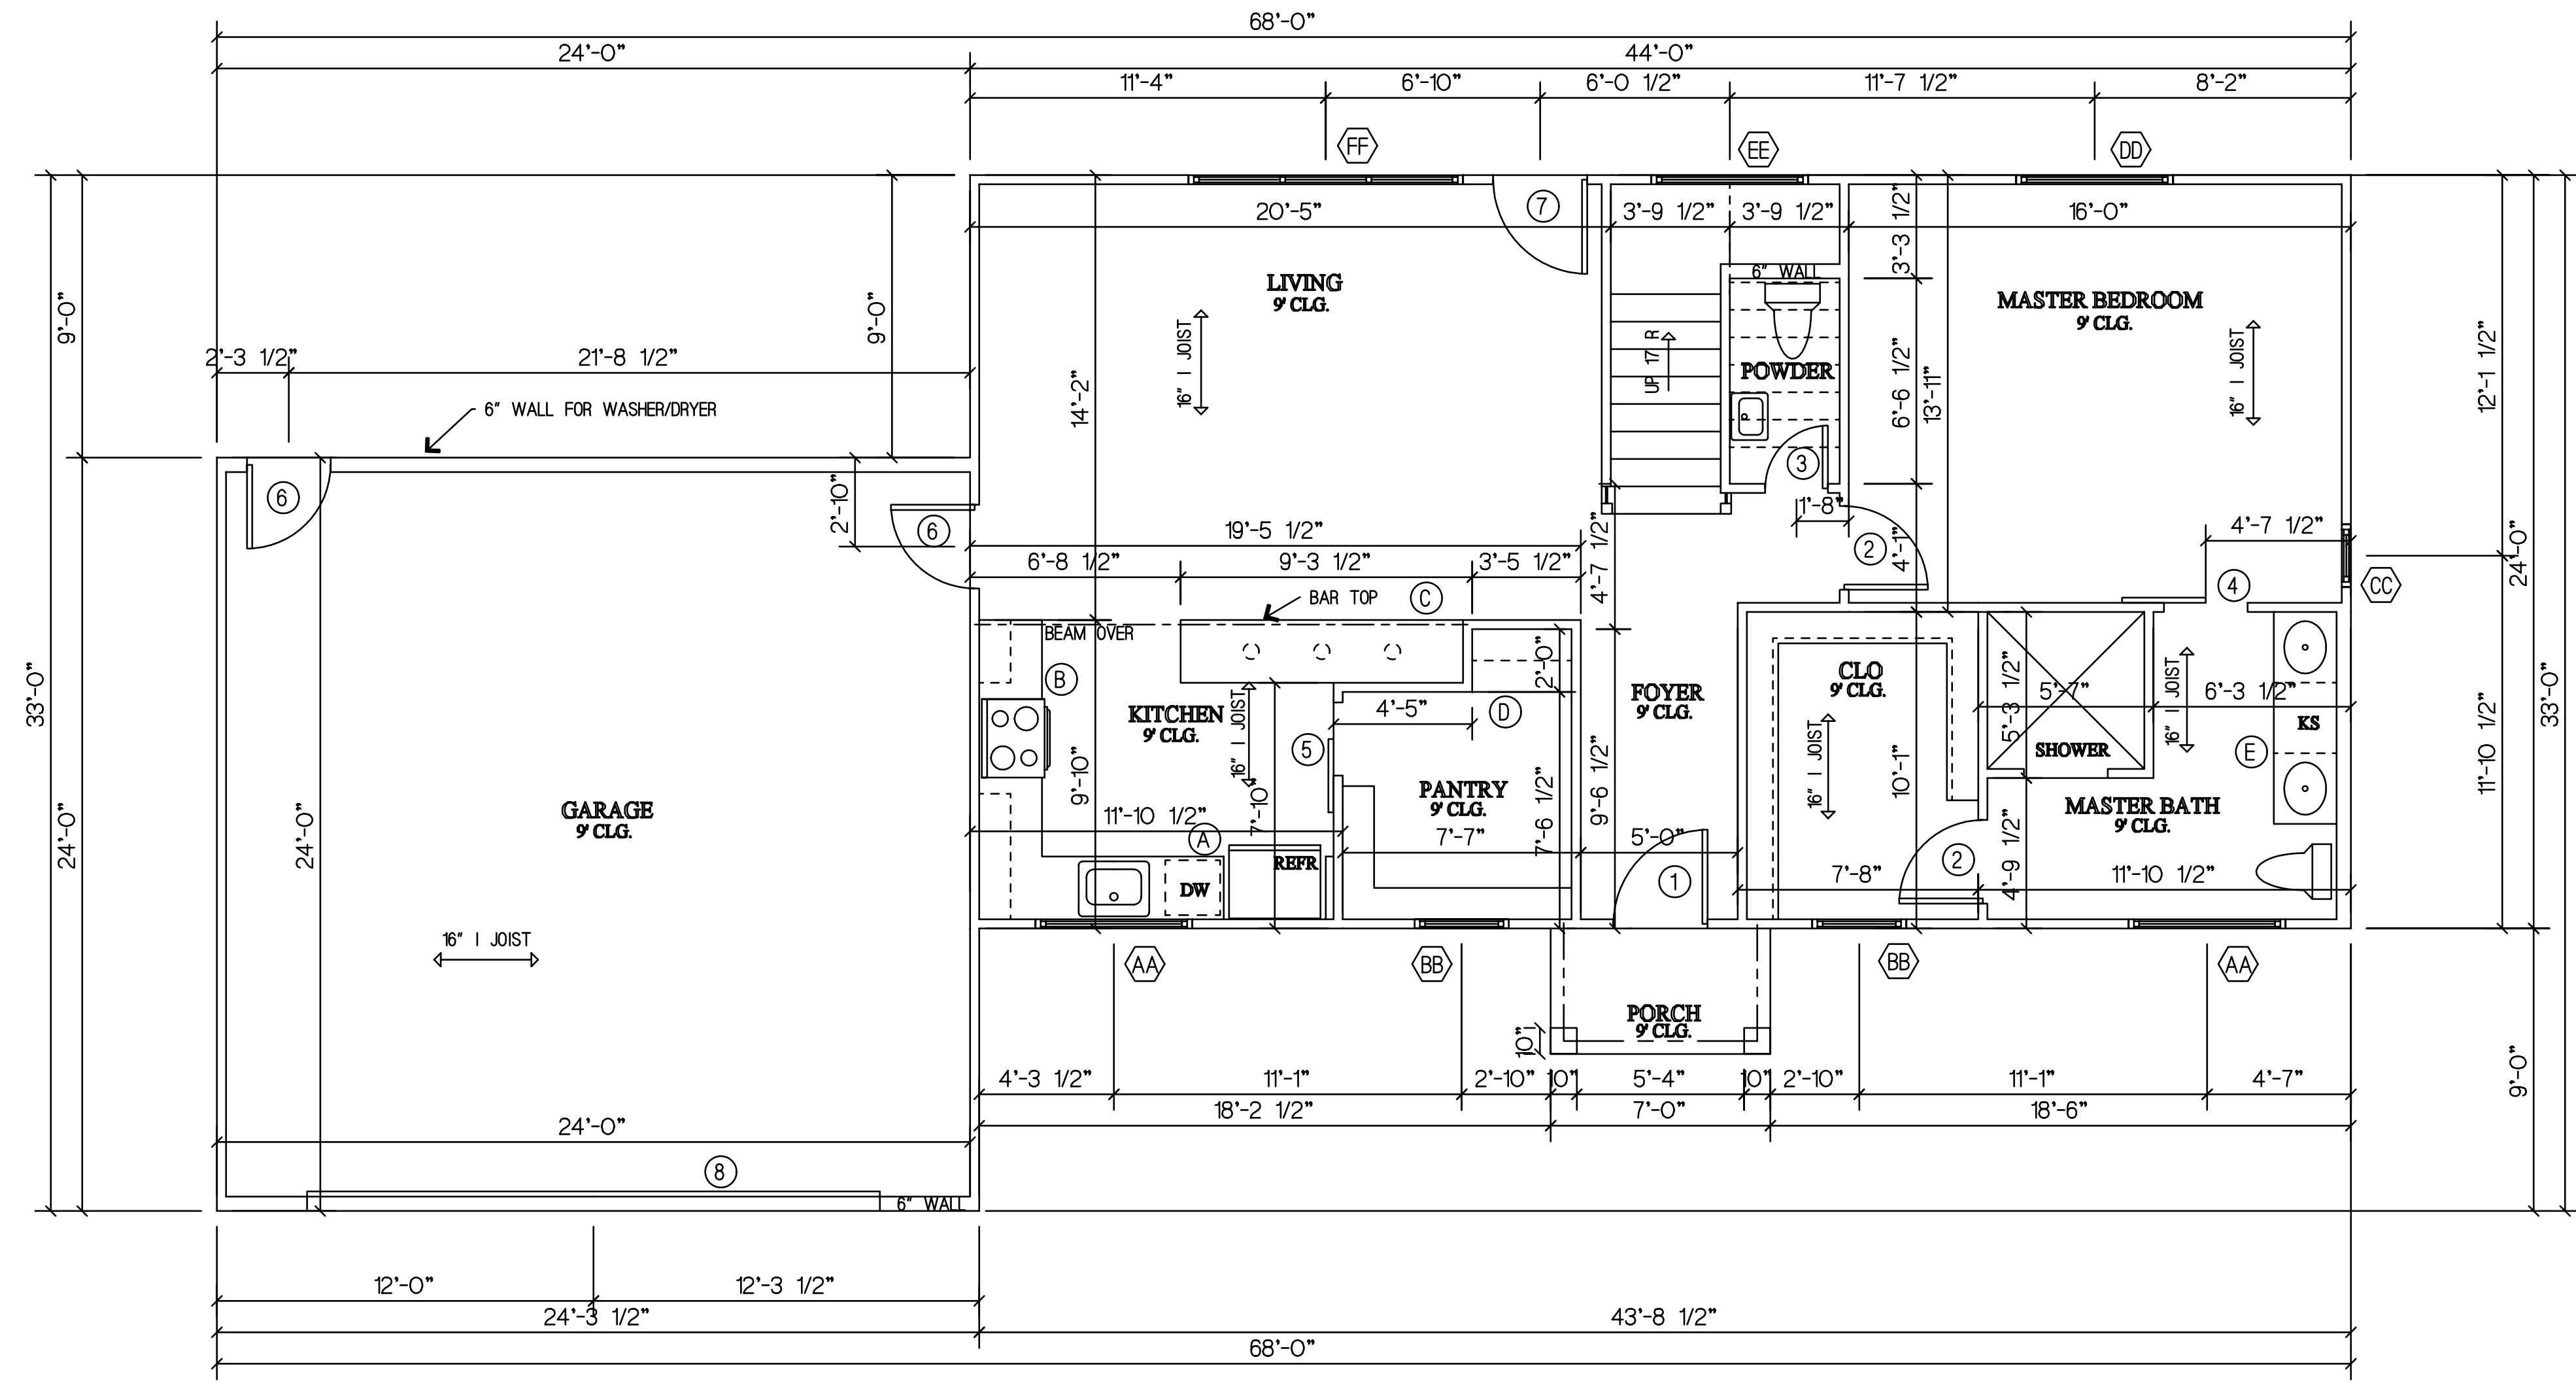 68'-0"
24'-0" 44'-0"
11'-4" 6'-10" 6'-0 1/2" 11'-7 1/2" 8'-2"
FF EE DD
7
20'-5" 3'-9 1/2" 3'-9 1/2" 3'-3 1/2" 16'-0"
6" WALL
LIVING
9' CLG.
MASTER BEDROOM
9' CLG.
9'-0" 9'-0"
2'-3 1/2" 21'-8 1/2"
16" I JOIST
UP 17 R
POWDER
6'-6 1/2"
13'-11"
16" I JOIST
12'-1 1/2"
14'-2"
6" WALL FOR WASHER/DRYER
P
3
6
2'-10"
6
1'-8"
2
4'-1"
19'-5 1/2"
4'-7 1/2"
4'-7 1/2"
24'-0"
6'-8 1/2" 9'-3 1/2" 3'-5 1/2"
BAR TOP
C
4
CC
BEAM OVER
2'-0"
B
33'-0"
CLO
9' CLG.
5'-3 1/2"
5'-7"
16" I JOIST
6'-3 1/2"
33'-0"
FOYER
9' CLG.
4'-5"
D
KITCHEN
9' CLG.
16" I JOIST
5
KS
SHOWER
E
9'-10"
7'-10"
9'-6 1/2"
16" I JOIST
10'-1"
11'-10 1/2"
PANTRY
9' CLG.
7'-6 1/2"
GARAGE
9' CLG.
24'-0"
24'-0"
11'-10 1/2"
A
7'-7"
5'-0"
MASTER BATH
9' CLG.
4'-9 1/2"
REFR
DW
1
7'-8"
2
11'-10 1/2"
16" I JOIST
AA BB BB AA
PORCH
9' CLG.
10"
9'-0"
4'-3 1/2" 11'-1" 2'-10" 10" 5'-4" 10" 2'-10" 11'-1" 4'-7"
18'-2 1/2" 7'-0" 18'-6"
24'-0"
8
6" WALL
12'-0" 12'-3 1/2"
24'-3 1/2" 43'-8 1/2"
68'-0"